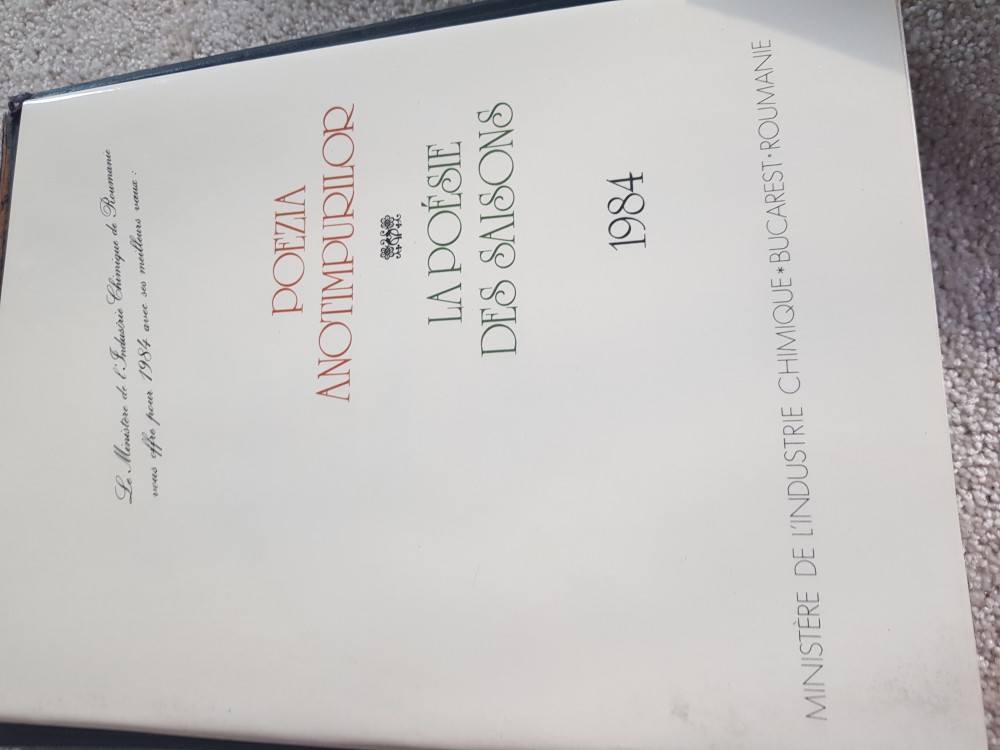 Le Ministère de l'Industrie Chimique de Roumanie
vous offre pour 1984 avec ses meilleurs vœux :
POEZIA
ANOTIMPURILOR
LA POÉSIE
DES SAISONS
1984
MINISTÈRE DE L'INDUSTRIE CHIMIQUE * BUCAREST · ROUMANIE